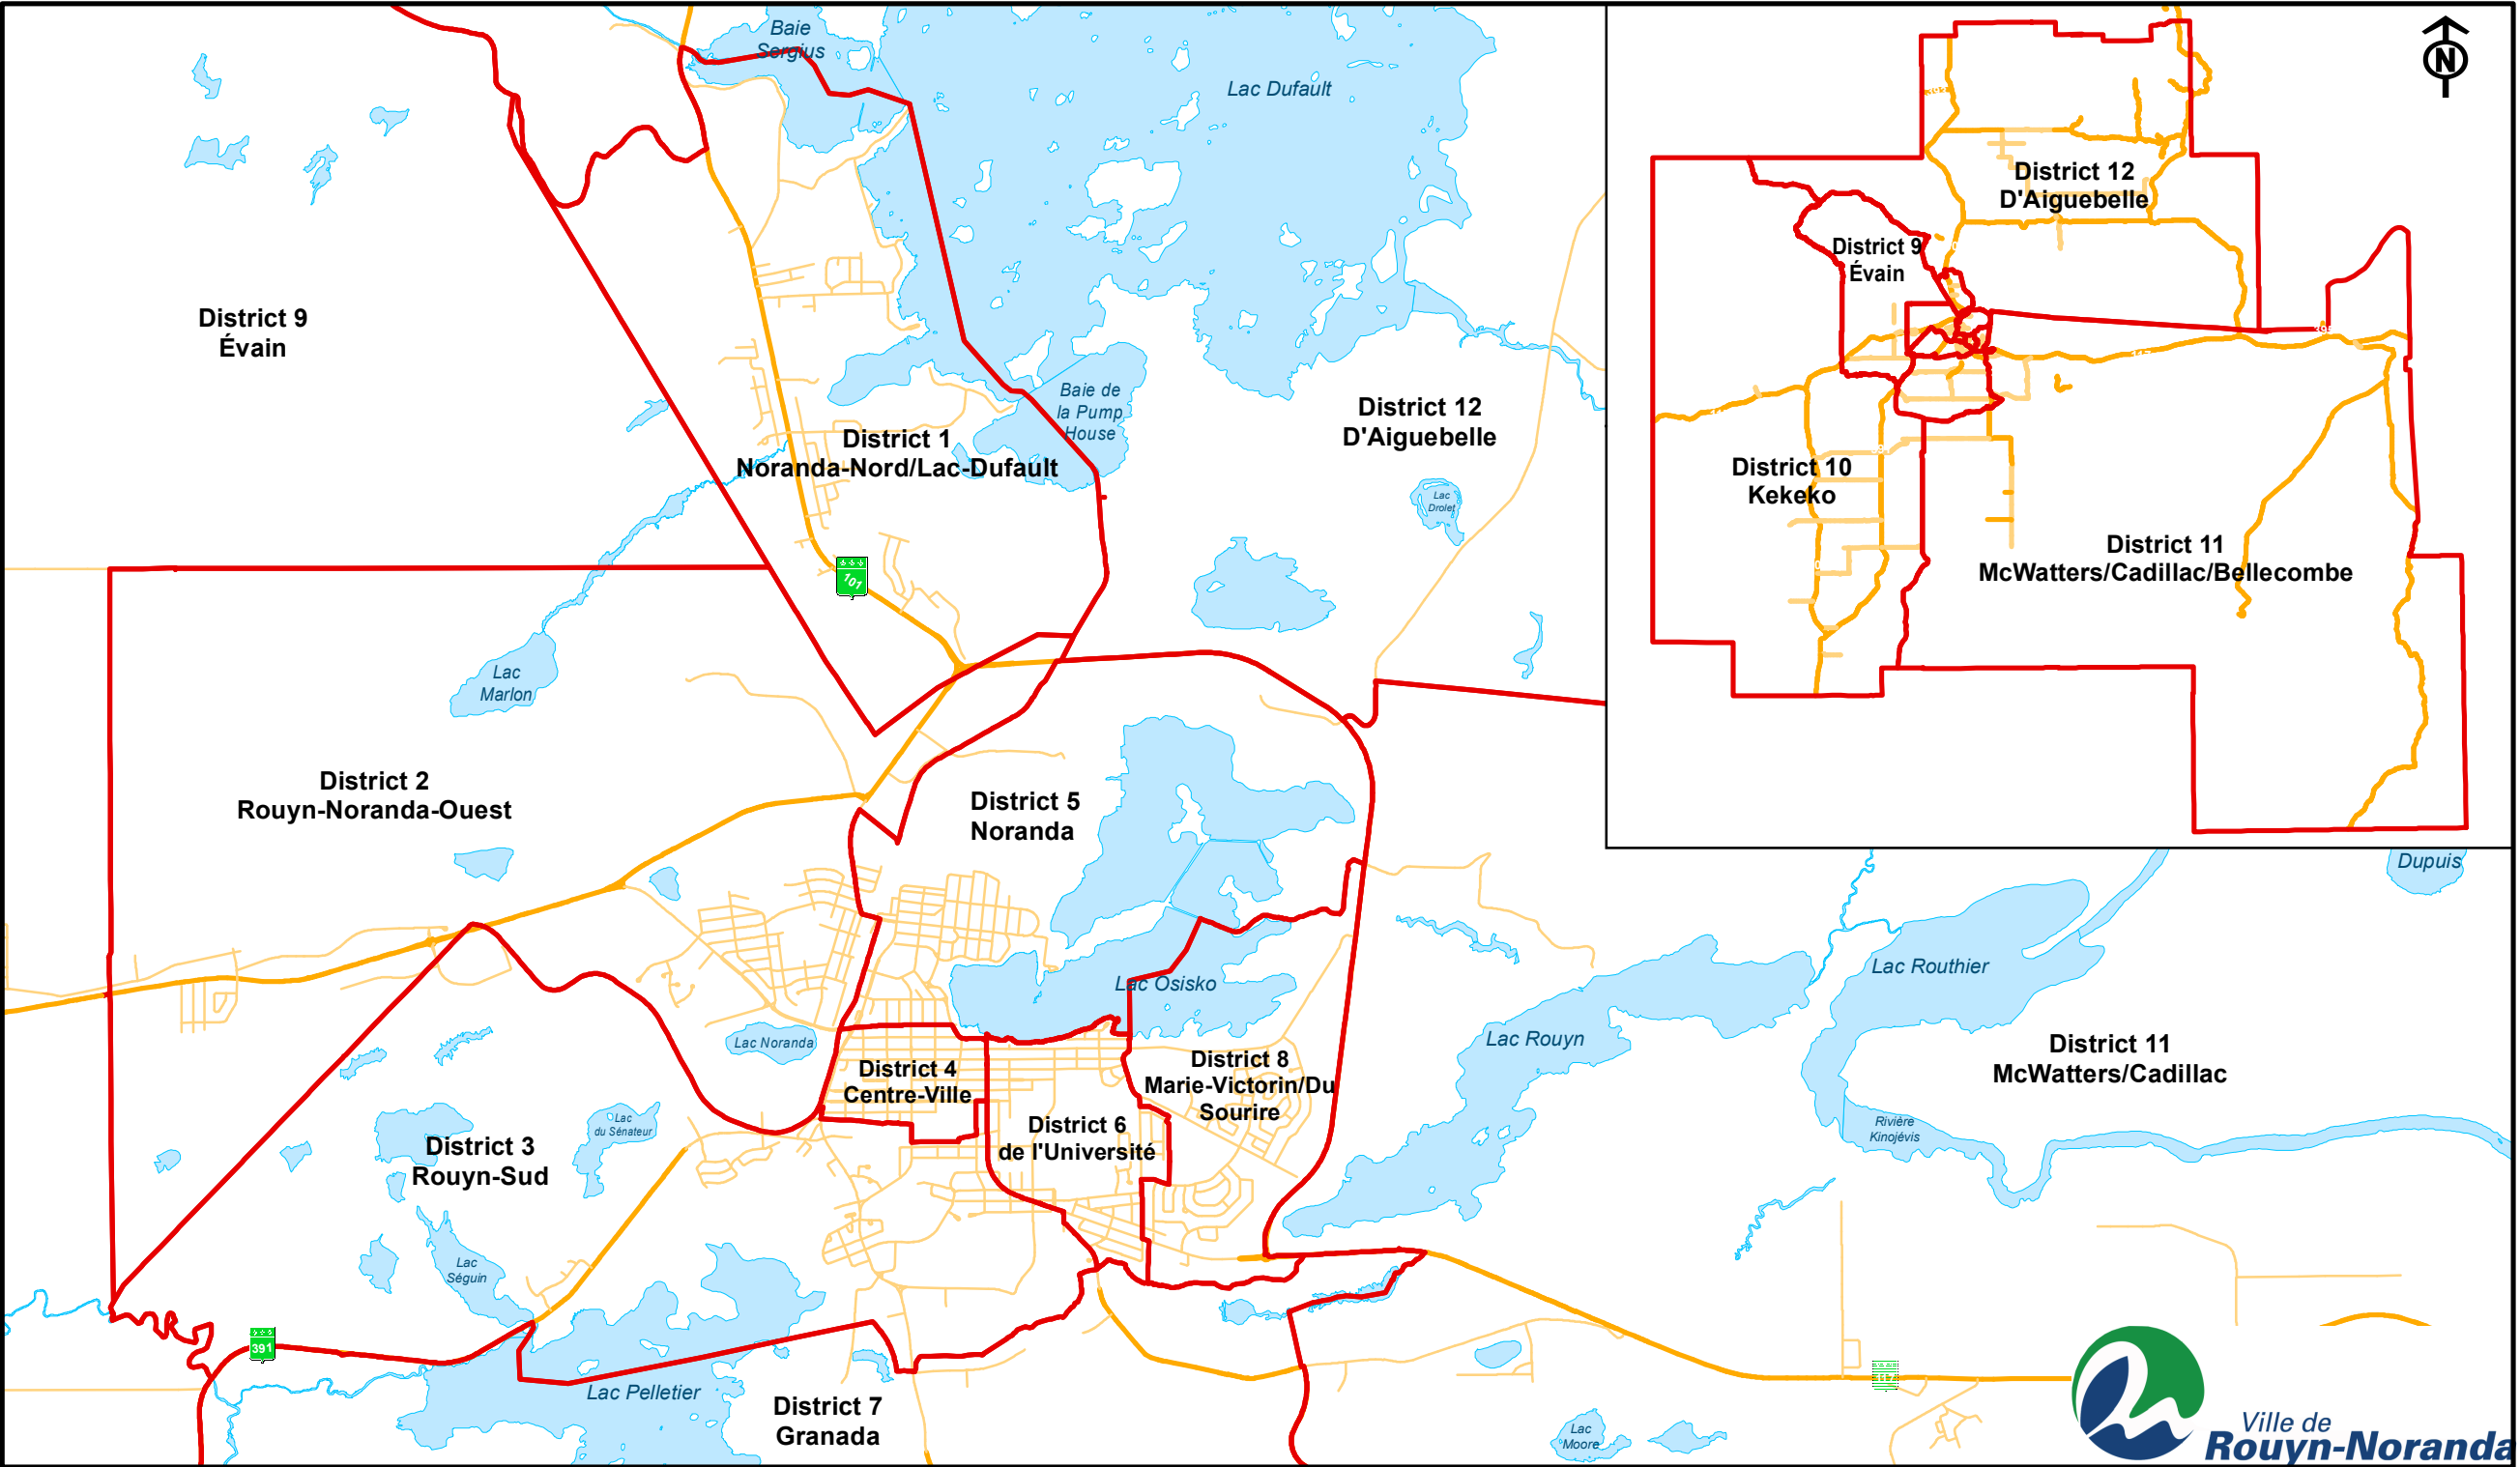 Baie
Sergius
Lac Dufault
N
District 12
D'Aiguebelle
District 9
Évain
District 10
Kekeko
District 11
McWatters/Cadillac/Bellecombe
117
District 9
Évain
Baie de
la Pump
House
District 12
D'Aiguebelle
District 1
Noranda-Nord/Lac-Dufault
Lac
Drolet
101
Lac
Marlon
District 2
Rouyn-Noranda-Ouest
District 5
Noranda
Dupuis
Lac Osisko
Lac Routhier
Lac Rouyn
Lac Noranda
District 4
Centre-Ville
District 8
Marie-Victorin/Du
Sourire
District 11
McWatters/Cadillac
Lac
du Sénateur
District 3
Rouyn-Sud
District 6
de l'Université
Rivière
Kinojévis
Lac
Séguin
391
117
Lac Pelletier
District 7
Granada
Lac
Moore
Ville de
Rouyn-Noranda